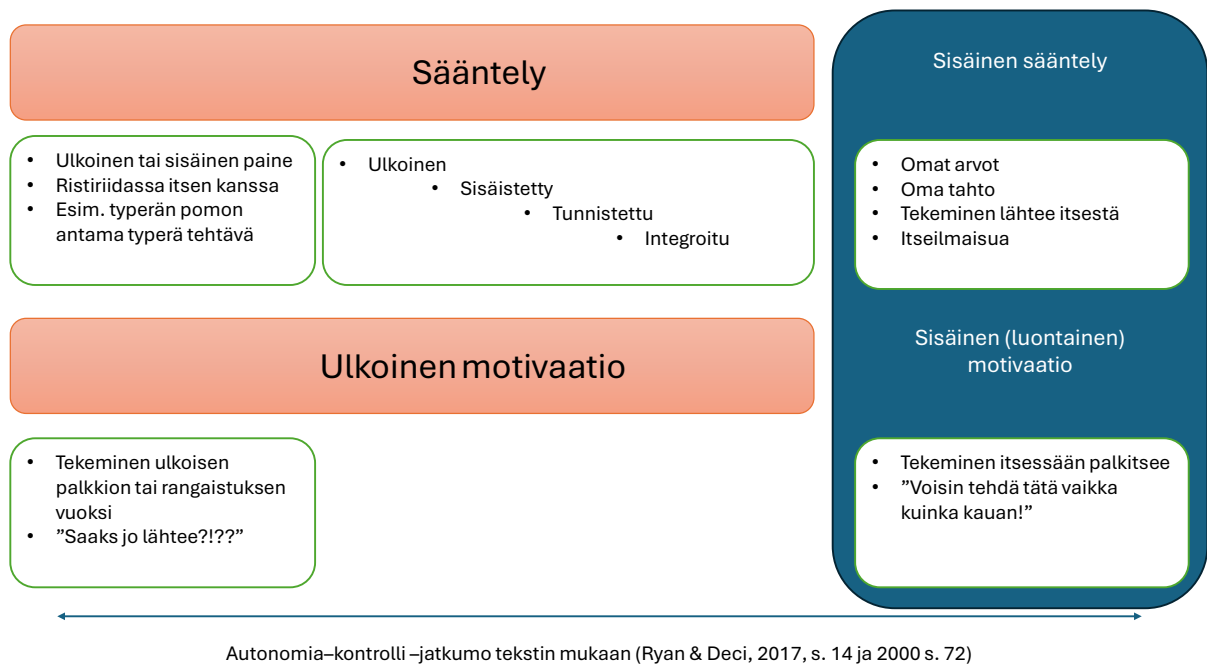 Sääntely
Sisäinen sääntely
• Ulkoinen tai sisäinen paine
• Ristiriidassa itsen kanssa
• Esim. typerän pomon
antama typerä tehtävä
• Ulkoinen
• Sisäistetty
• Tunnistettu
• Integroitu
• Omat arvot
• Oma tahto
• Tekeminen lähtee itsestä
• Itseilmaisua
Ulkoinen motivaatio
Sisäinen (luontainen)
motivaatio
• Tekeminen ulkoisen
palkkion tai rangaistuksen
vuoksi
• ”Saaks jo lähtee?!??”
• Tekeminen itsessään palkitsee
• ”Voisin tehdä tätä vaikka
kuinka kauan!”
Autonomia–kontrolli –jatkumo tekstin mukaan (Ryan & Deci, 2017, s. 14 ja 2000 s. 72)